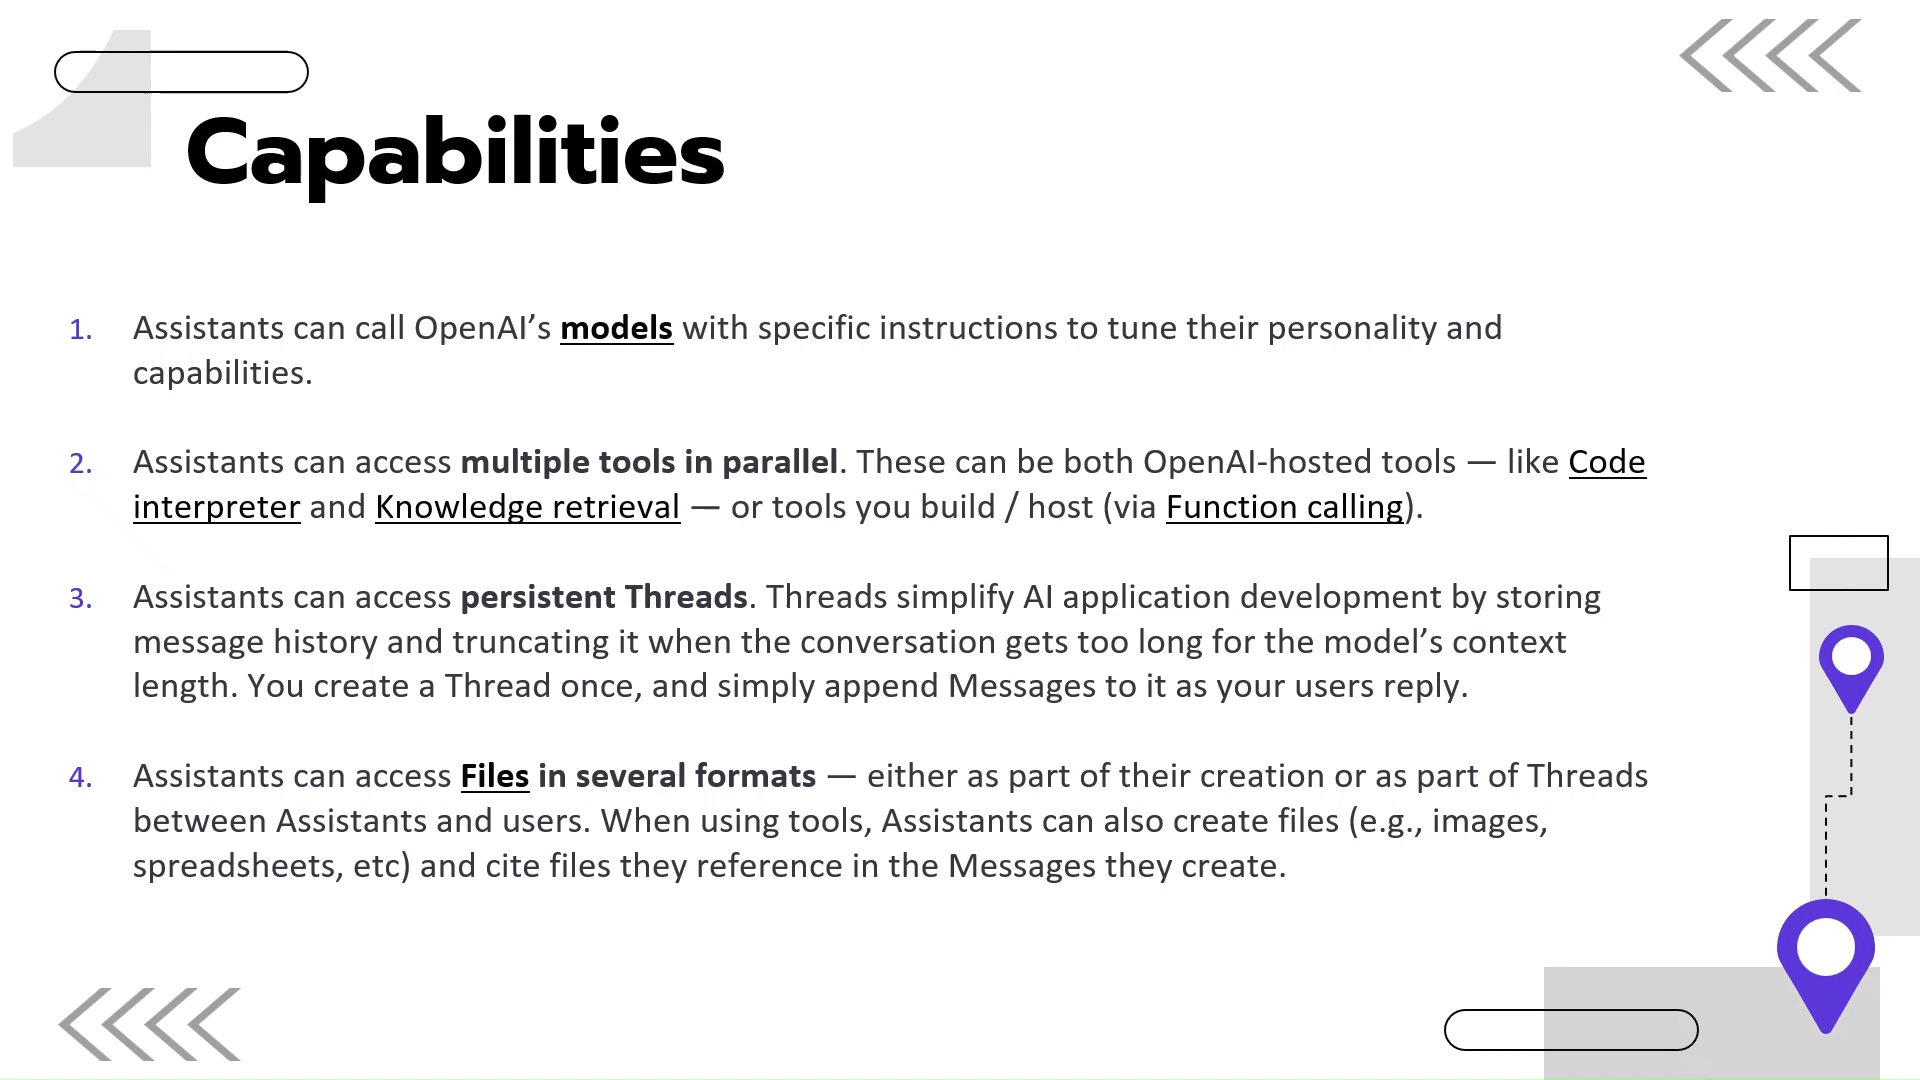 Capabilities
1. Assistants can call OpenAI’s models with specific instructions to tune their personality and
capabilities.
2. Assistants can access multiple tools in parallel. These can be both OpenAI-hosted tools — like Code
interpreter and Knowledge retrieval — or tools you build / host (via Function calling).
3. Assistants can access persistent Threads. Threads simplify AI application development by storing
message history and truncating it when the conversation gets too long for the model’s context
length. You create a Thread once, and simply append Messages to it as your users reply.
4. Assistants can access Files in several formats — either as part of their creation or as part of Threads
between Assistants and users. When using tools, Assistants can also create files (e.g., images,
spreadsheets, etc) and cite files they reference in the Messages they create.